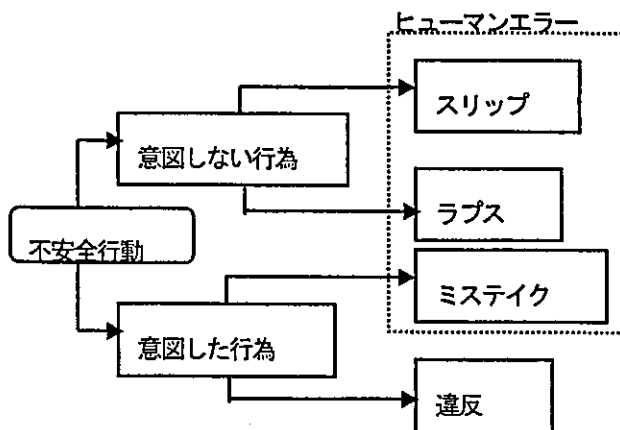 ヒューマンエラー
スリップ
意図しない行為
ラプス
不安全行動
ミステイク
意図した行為
違反